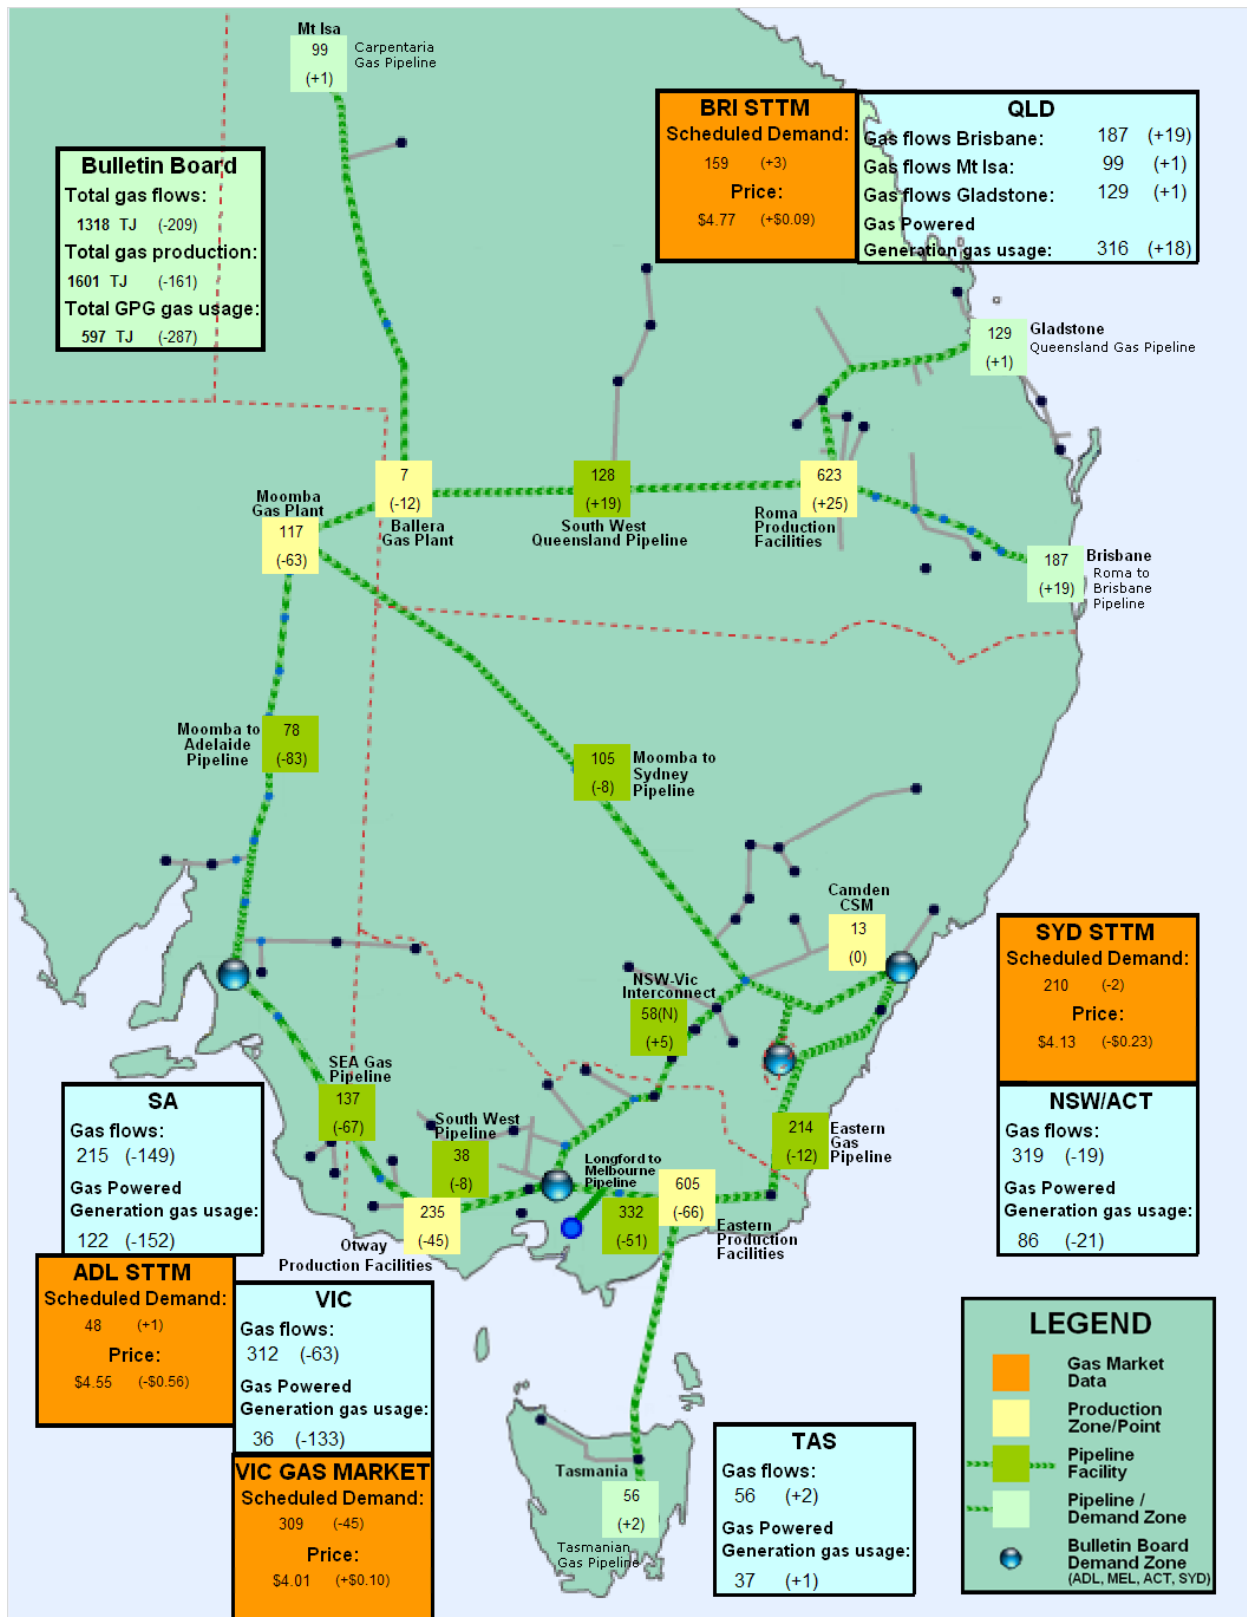 Mt Isa
99
(+1)
Carpentaria
Gas Pipeline
Bulletin Board
Total gas flows:
1318 TJ (-209)
Total gas production:
1601 TJ (-161)
Total GPG gas usage:
597 TJ (-287)
BRI STTM
Scheduled Demand:
159 (+3)
Price:
$4.77 (+$0.09)
QLD
Gas flows Brisbane: 187 (+19)
Gas flows Mt Isa: 99 (+1)
Gas flows Gladstone: 129 (+1)
Gas Powered
Generation gas usage: 316 (+18)
129
(+1)
Gladstone
Queensland Gas Pipeline
7
(-12)
Ballera
Gas Plant
128
(+19)
South West
Queensland Pipeline
623
(+25)
Roma
Production
Facilities
Moomba
Gas Plant
117
(-63)
187
(+19)
Brisbane
Roma to
Brisbane
Pipeline
Moomba to
Adelaide
Pipeline
78
(-83)
105
(-8)
Moomba to
Sydney
Pipeline
Camden
CSM
13
(0)
NSW-Vic
Interconnect
58(N)
(+5)
SYD STTM
Scheduled Demand:
210 (-2)
Price:
$4.13 (-$0.23)
NSW/ACT
Gas flows:
319 (-19)
Gas Powered
Generation gas usage:
86 (-21)
SEA Gas
Pipeline
137
(-67)
South West
Pipeline
38
(-8)
Longford to
Melbourne
Pipeline
332
(-51)
605
(-66)
Eastern
Production
Facilities
214
(-12)
Eastern
Gas
Pipeline
235
(-45)
Otway
Production Facilities
SA
Gas flows:
215 (-149)
Gas Powered
Generation gas usage:
122 (-152)
ADL STTM
Scheduled Demand:
48 (+1)
Price:
$4.55 (-$0.56)
VIC
Gas flows:
312 (-63)
Gas Powered
Generation gas usage:
36 (-133)
VIC GAS MARKET
Scheduled Demand:
309 (-45)
Price:
$4.01 (+$0.10)
Tasmania
56
(+2)
Tasmanian
Gas Pipeline
TAS
Gas flows:
56 (+2)
Gas Powered
Generation gas usage:
37 (+1)
LEGEND
Gas Market
Data
Production
Zone/Point
Pipeline
Facility
Pipeline /
Demand Zone
Bulletin Board
Demand Zone
(ADL, MEL, ACT, SYD)